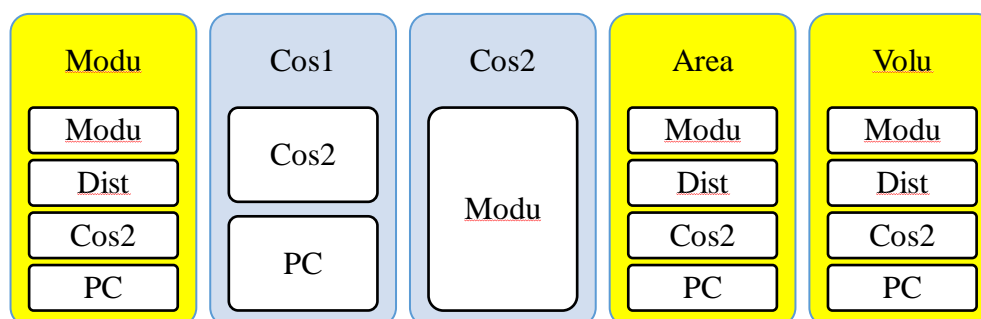 Modu
Modu
Dist
Cos2
PC
Cos1
Cos2
PC
Cos2
Modu
Area
Modu
Dist
Cos2
PC
Volu
Modu
Dist
Cos2
PC